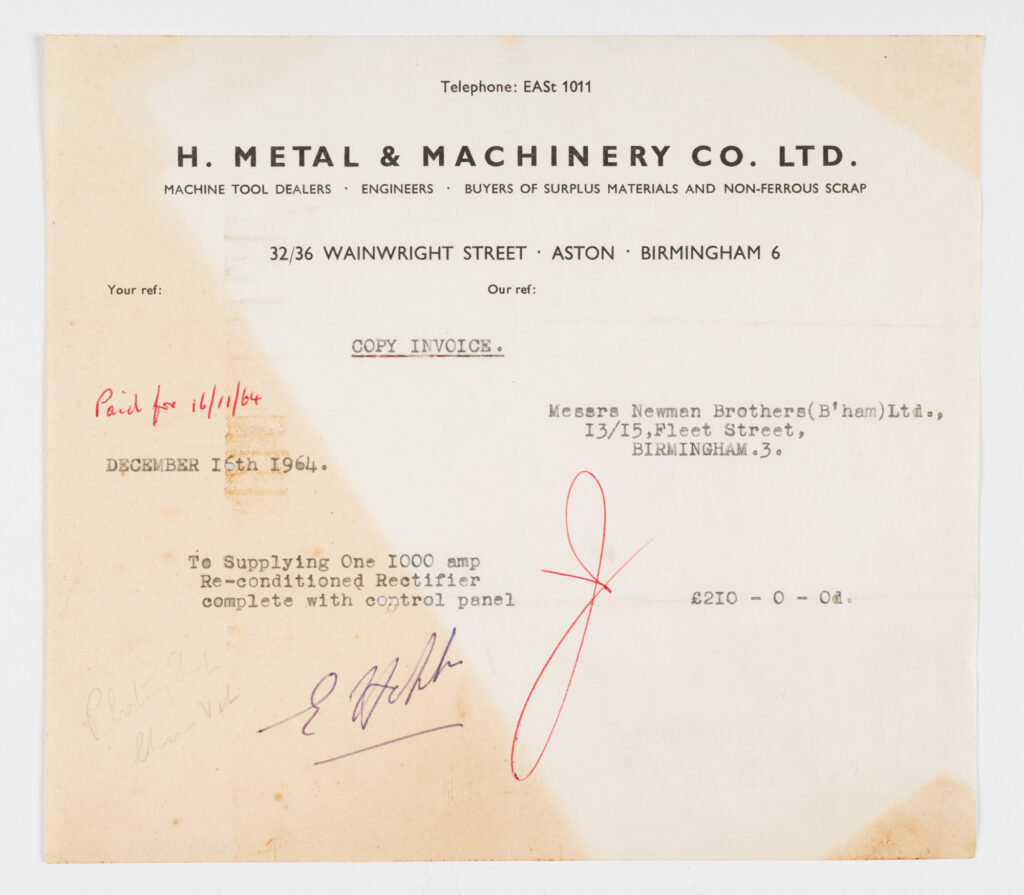 Telephone: EASt 1011
H. METAL & MACHINERY CO. LTD.
MACHINE TOOL DEALERS · ENGINEERS · BUYERS OF SURPLUS MATERIALS AND NON-FERROUS SCRAP
32/36 WAINWRIGHT STREET · ASTON · BIRMINGHAM 6
Your ref: Our ref:
COPY INVOICE.
Paid for 16/11/64
Messrs Newman Brothers(B'ham)Ltd.,
I3/I5,Fleet Street,
BIRMINGHAM.3.
DECEMBER I6th I964.
To Supplying One I000 amp
Re-conditioned Rectifier
complete with control panel £2I0 - 0 - 0d.
E